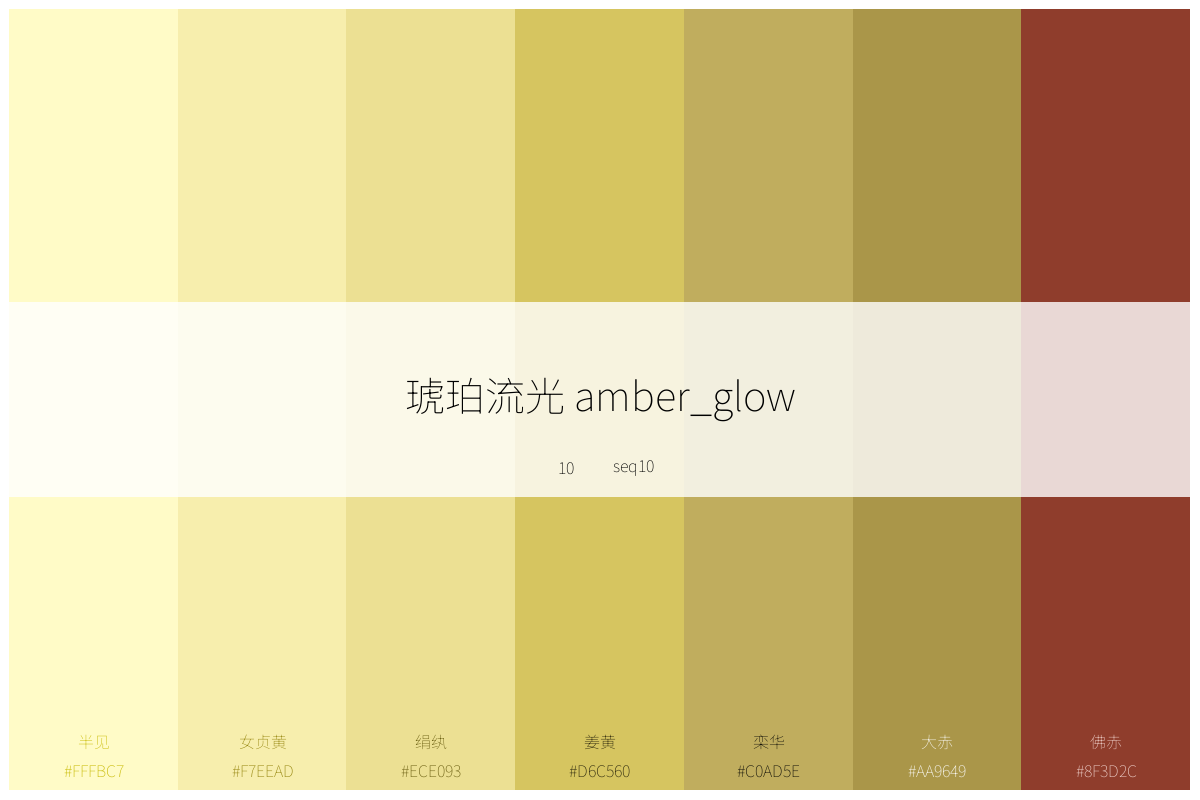 琥珀流光 amber_glow
10 seq10
半见 女贞黄 绢纨 姜黄 栾华 大赤 佛赤
#FFFBC7 #F7EEAD #ECE093 #D6C560 #C0AD5E #AA9649 #8F3D2C